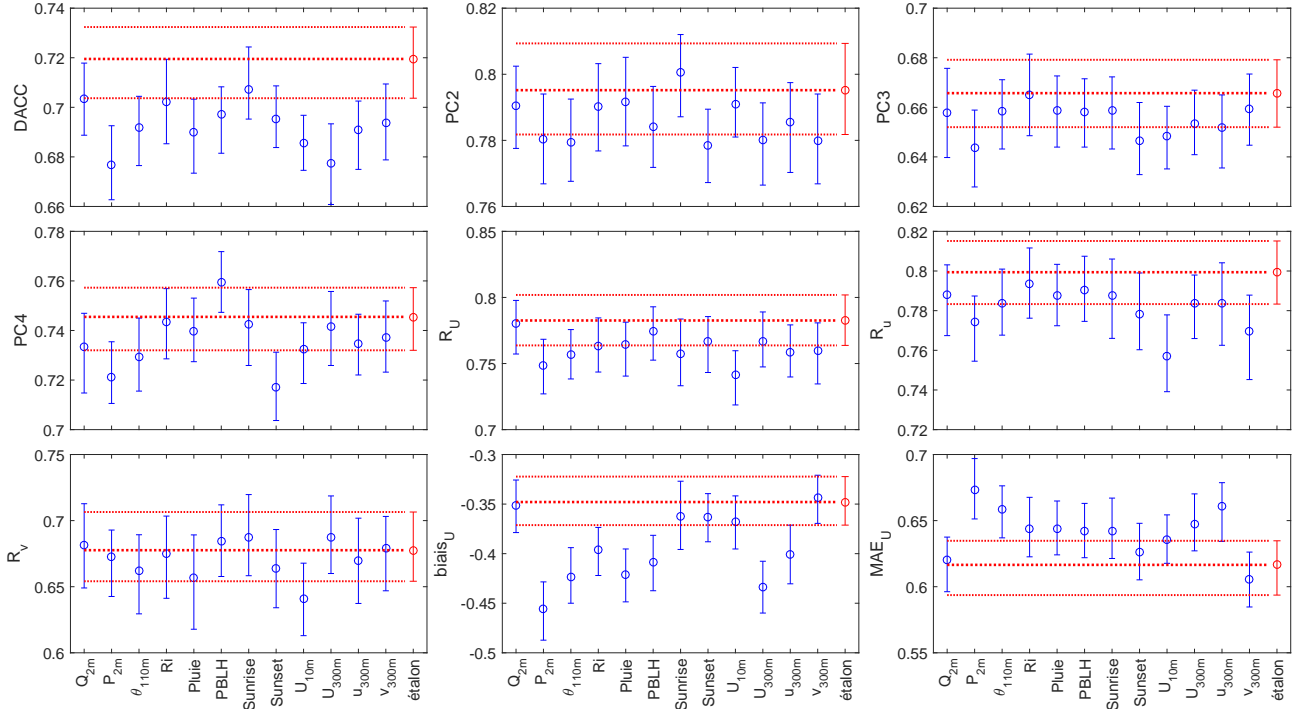 0.74
0.72
0.7
0.68
0.66
DACC
0.82
0.8
0.78
0.76
PC2
0.7
0.68
0.66
0.64
0.62
PC3
0.78
0.76
0.74
0.72
0.7
PC4
0.85
0.8
0.75
0.7
R_U
0.82
0.8
0.78
0.76
0.74
0.72
R_u
0.75
0.7
0.65
0.6
R_v
Q_2m
P_2m
θ_110m
Ri
Pluie
PBLH
Sunrise
Sunset
U_10m
U_300m
u_300m
v_300m
étalon
-0.3
-0.35
-0.4
-0.45
-0.5
biais_U
Q_2m
P_2m
θ_110m
Ri
Pluie
PBLH
Sunrise
Sunset
U_10m
U_300m
u_300m
v_300m
étalon
0.7
0.65
0.6
0.55
MAE_U
Q_2m
P_2m
θ_110m
Ri
Pluie
PBLH
Sunrise
Sunset
U_10m
U_300m
u_300m
v_300m
étalon